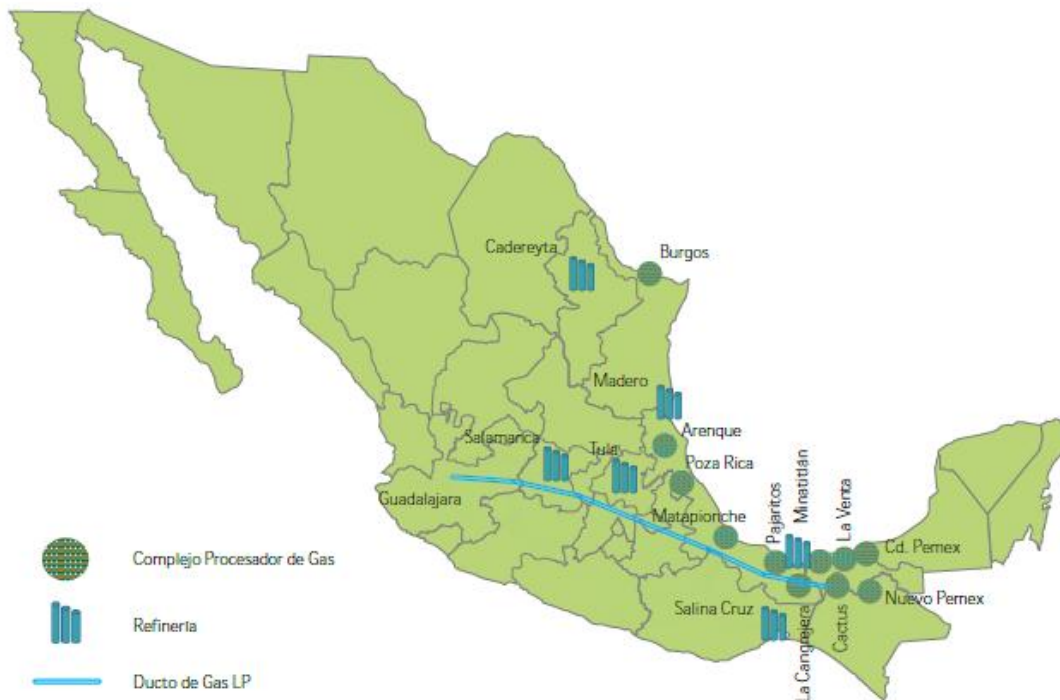 Cadereyta
Burgos
Madero
Arenque
Salamanca
Tula
Poza Rica
Guadalajara
Matapionche
Pajaritos
Minatitlán
La Venta
Cd. Pemex
Nuevo Pemex
Salina Cruz
La Cangrejera
Cactus
Complejo Procesador de Gas
Refinería
Ducto de Gas LP